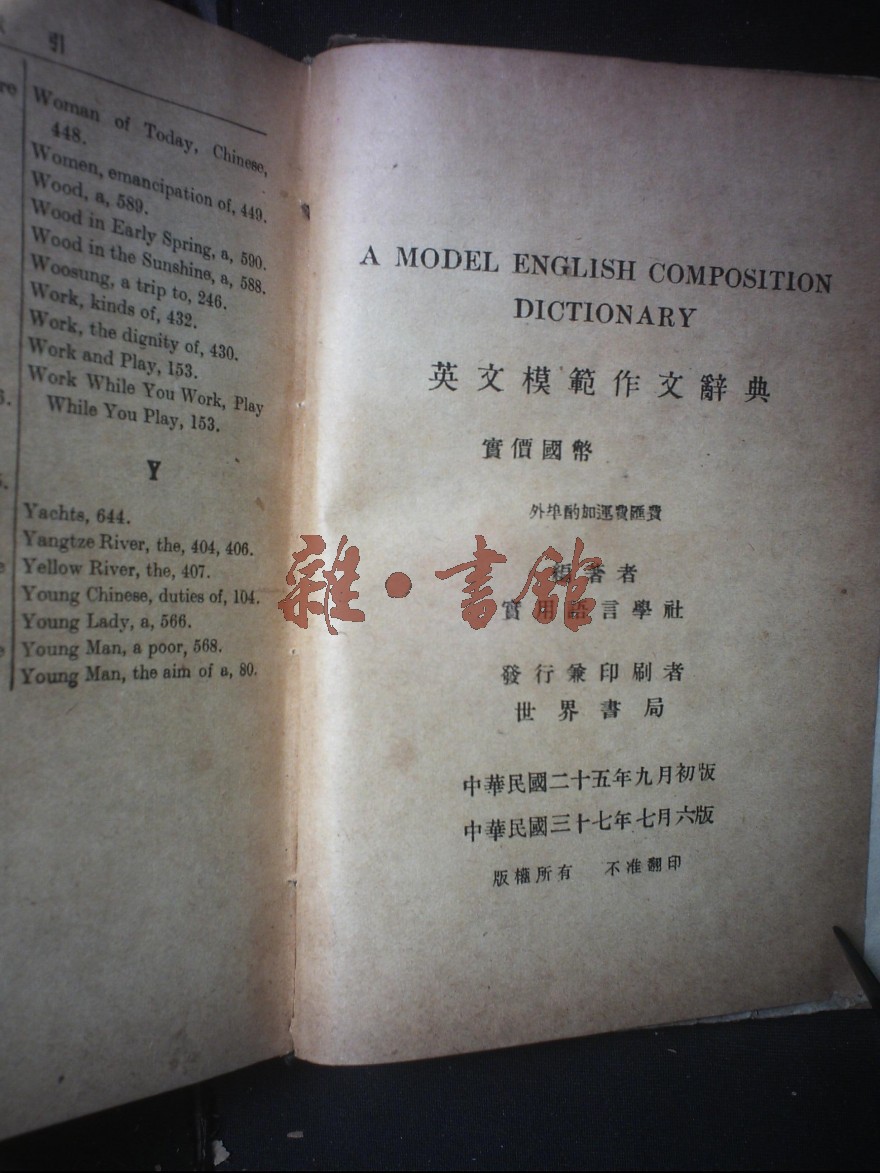 引
Woman of Today, Chinese,
448.
Women, emancipation of, 449.
Wood, a, 589.
Wood in Early Spring, a, 590.
Wood in the Sunshine, a, 588.
Woosung, a trip to, 246.
Work, kinds of, 432.
Work, the dignity of, 430.
Work and Play, 153.
Work While You Work, Play
While You Play, 153.
Y
Yachts, 644.
Yangtze River, the, 404, 406.
Yellow River, the, 407.
Young Chinese, duties of, 104.
Young Lady, a, 566.
Young Man, a poor, 568.
Young Man, the aim of a, 80.
A MODEL ENGLISH COMPOSITION
DICTIONARY
英文模範作文辭典
實價國幣
外埠酌加運費匯費
編著者
實用語言學社
發行兼印刷者
世界書局
中華民國二十五年九月初版
中華民國三十七年七月六版
版權所有 不准翻印
雜·書館